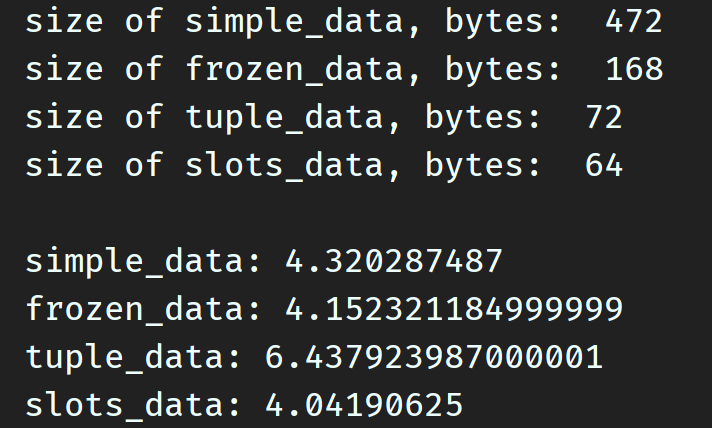 size of simple_data, bytes:  472
size of frozen_data, bytes:  168
size of tuple_data, bytes:  72
size of slots_data, bytes:  64

simple_data: 4.320287487
frozen_data: 4.152321184999999
tuple_data: 6.437923987000001
slots_data: 4.04190625